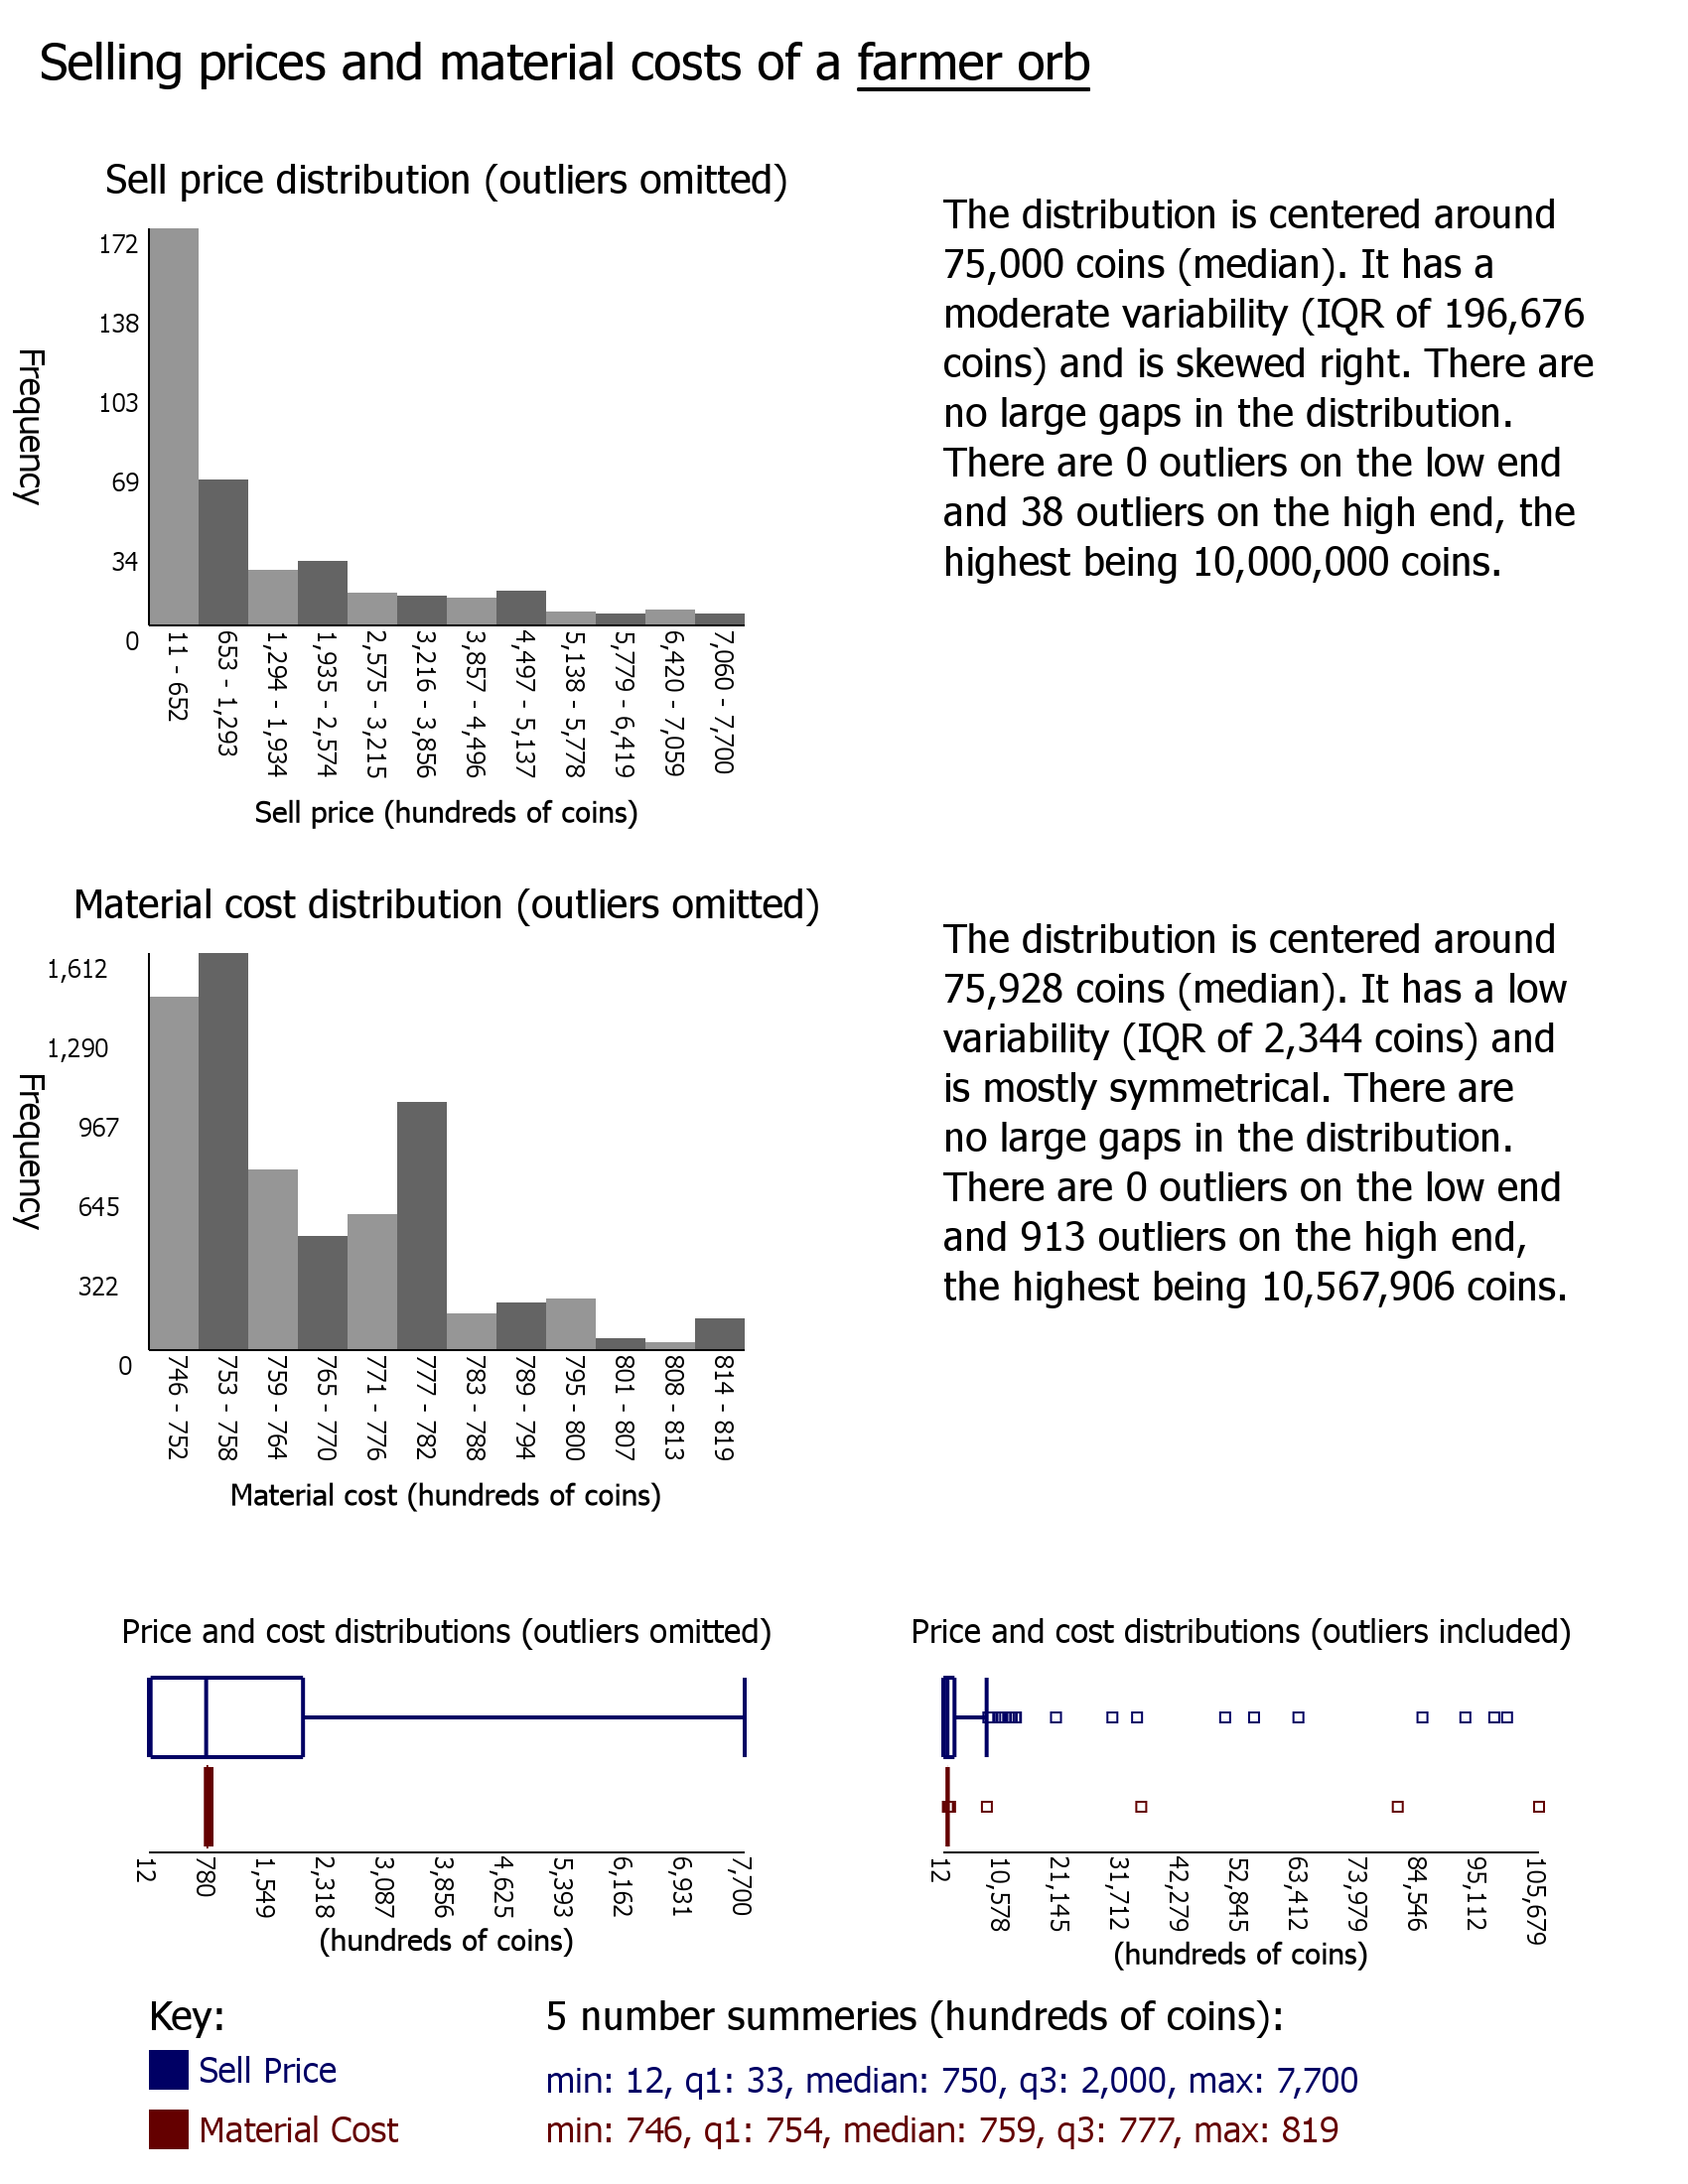 Selling prices and material costs of a farmer orb
Sell price distribution (outliers omitted)
172
138
103
69
34
0
Frequency
11 - 652
653 - 1,293
1,294 - 1,934
1,935 - 2,574
2,575 - 3,215
3,216 - 3,856
3,857 - 4,496
4,497 - 5,137
5,138 - 5,778
5,779 - 6,419
6,420 - 7,059
7,060 - 7,700
Sell price (hundreds of coins)
The distribution is centered around
75,000 coins (median). It has a
moderate variability (IQR of 196,676
coins) and is skewed right. There are
no large gaps in the distribution.
There are 0 outliers on the low end
and 38 outliers on the high end, the
highest being 10,000,000 coins.
Material cost distribution (outliers omitted)
1,612
1,290
967
645
322
0
Frequency
746 - 752
753 - 758
759 - 764
765 - 770
771 - 776
777 - 782
783 - 788
789 - 794
795 - 800
801 - 807
808 - 813
814 - 819
Material cost (hundreds of coins)
The distribution is centered around
75,928 coins (median). It has a low
variability (IQR of 2,344 coins) and
is mostly symmetrical. There are
no large gaps in the distribution.
There are 0 outliers on the low end
and 913 outliers on the high end,
the highest being 10,567,906 coins.
Price and cost distributions (outliers omitted)
12
780
1,549
2,318
3,087
3,856
4,625
5,393
6,162
6,931
7,700
(hundreds of coins)
Price and cost distributions (outliers included)
12
10,578
21,145
31,712
42,279
52,845
63,412
73,979
84,546
95,112
105,679
(hundreds of coins)
Key:
Sell Price
Material Cost
5 number summeries (hundreds of coins):
min: 12, q1: 33, median: 750, q3: 2,000, max: 7,700
min: 746, q1: 754, median: 759, q3: 777, max: 819